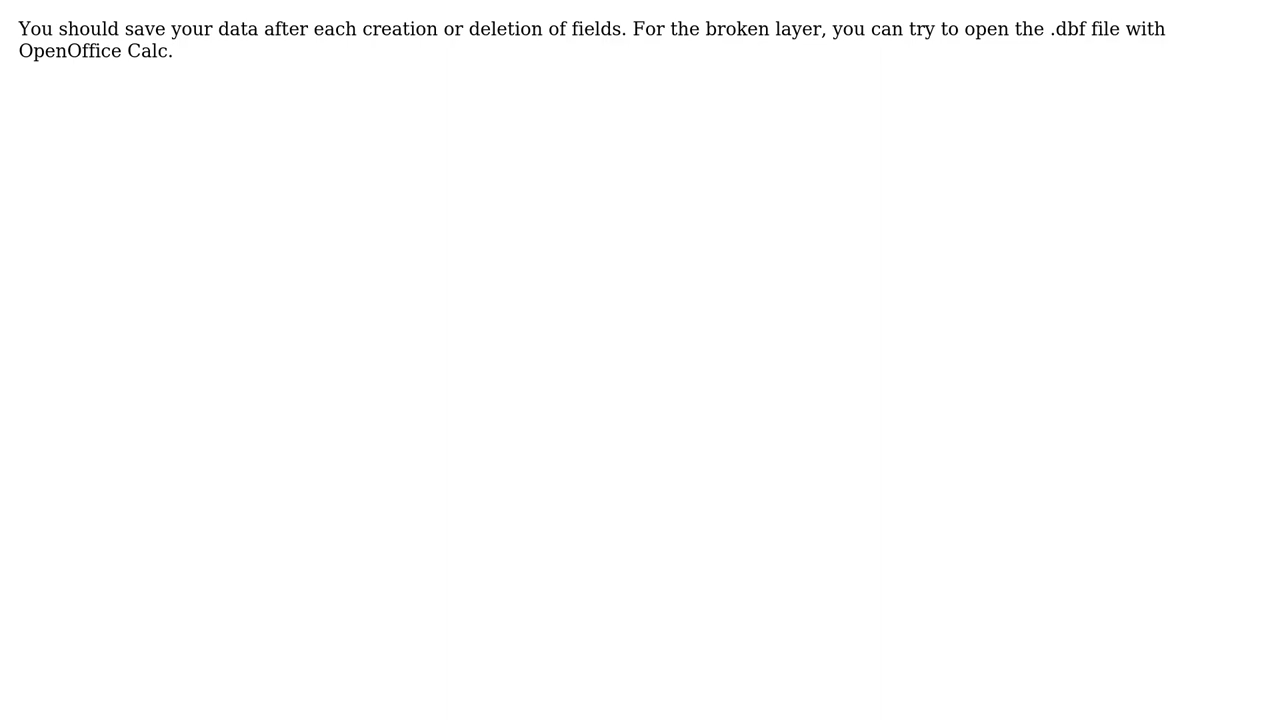 You should save your data after each creation or deletion of fields. For the broken layer, you can try to open the .dbf file with
OpenOffice Calc.